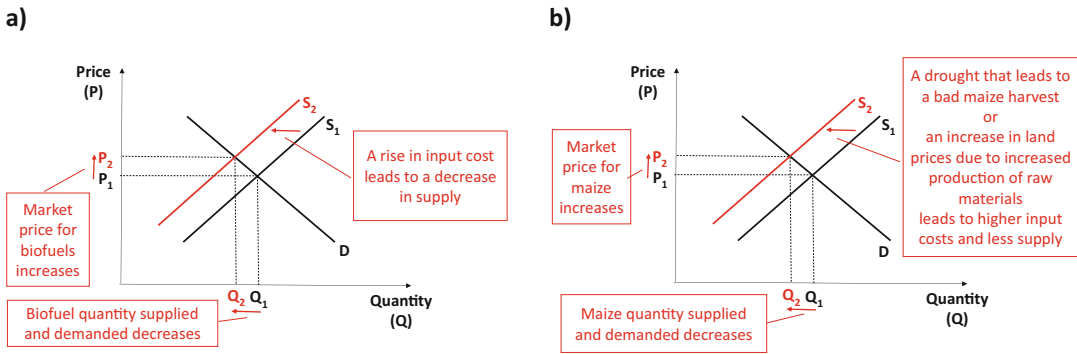 a)
Price
(P)
S2
S1
P2
P1
A rise in input cost
leads to a decrease
in supply
Market
price for
biofuels
increases
D
Q2 Q1
Quantity
(Q)
Biofuel quantity supplied
and demanded decreases
b)
Price
(P)
S2
S1
A drought that leads to
a bad maize harvest
or
an increase in land
prices due to increased
production of raw
materials
leads to higher input
costs and less supply
Market
price for
maize
increases
P2
P1
D
Q2 Q1
Quantity
(Q)
Maize quantity supplied
and demanded decreases